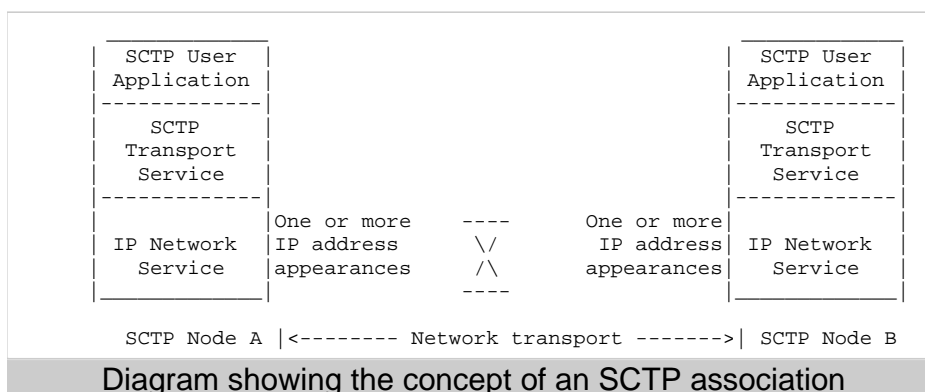 SCTP User SCTP User
Application Application
SCTP SCTP
Transport Transport
Service Service
One or more ---- One or more
IP Network IP address \/ IP address IP Network
Service appearances /\ appearances Service
----
SCTP Node A |<-------- Network transport ------->| SCTP Node B
Diagram showing the concept of an SCTP association